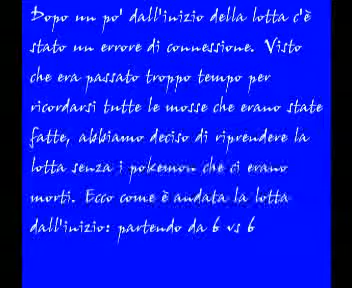 Dopo un po' dall'inizio della lotta c'è
stato un errore di connessione. Visto
che era passato troppo tempo per
ricordarsi tutte le mosse che erano state
fatte, abbiamo deciso di riprendere la
lotta senza i pokemon che ci erano
morti. Ecco come è andata la lotta
dall'inizio: partendo da 6 vs 6